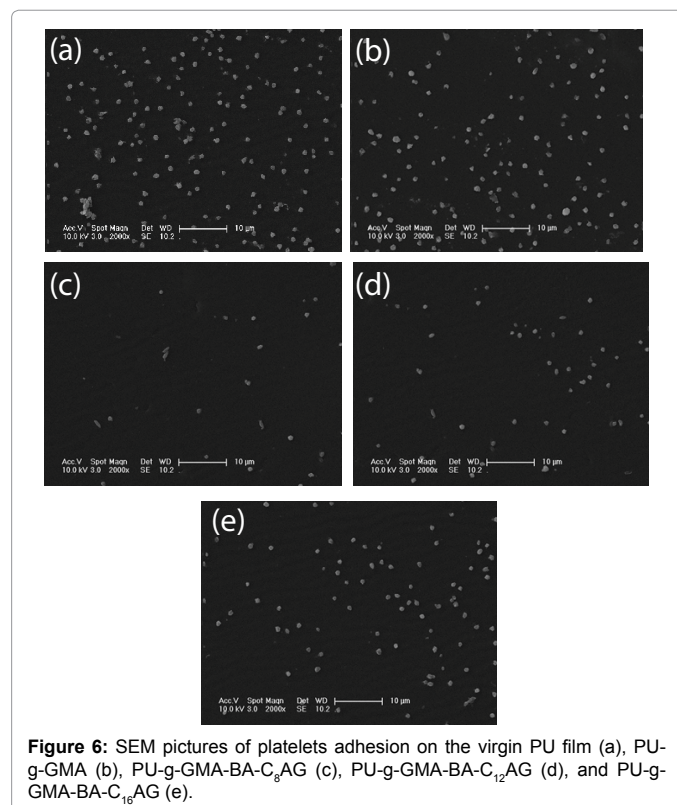 (a)
Acc.V Spot Magn Det WD 10 µm
10.0 kV 3.0 2000x SE 10.2
(b)
Acc.V Spot Magn Det WD 10 µm
10.0 kV 3.0 2000x SE 10.2
(c)
Acc.V Spot Magn Det WD 10 µm
10.0 kV 3.0 2000x SE 10.2
(d)
Acc.V Spot Magn Det WD 10 µm
10.0 kV 3.0 2000x SE 10.2
(e)
Acc.V Spot Magn Det WD 10 µm
10.0 kV 3.0 2000x SE 10.2
Figure 6: SEM pictures of platelets adhesion on the virgin PU film (a), PU-
g-GMA (b), PU-g-GMA-BA-C₈AG (c), PU-g-GMA-BA-C₁₂AG (d), and PU-g-
GMA-BA-C₁₆AG (e).